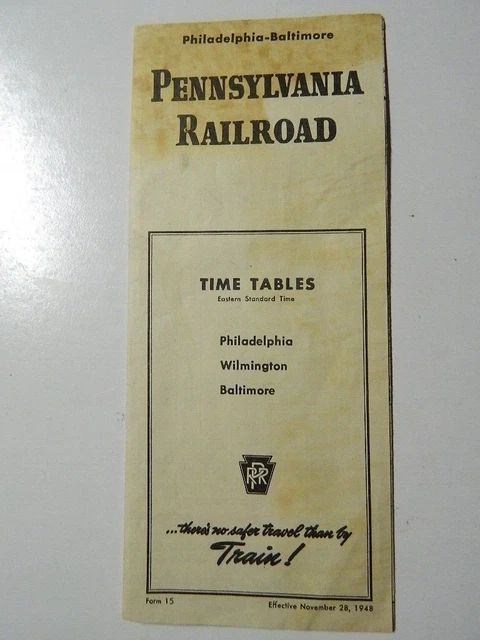 Philadelphia-Baltimore
PENNSYLVANIA
RAILROAD
TIME TABLES
Eastern Standard Time
Philadelphia
Wilmington
Baltimore
PRR
...there's no safer travel than by
Train!
Form 15
Effective November 28, 1948